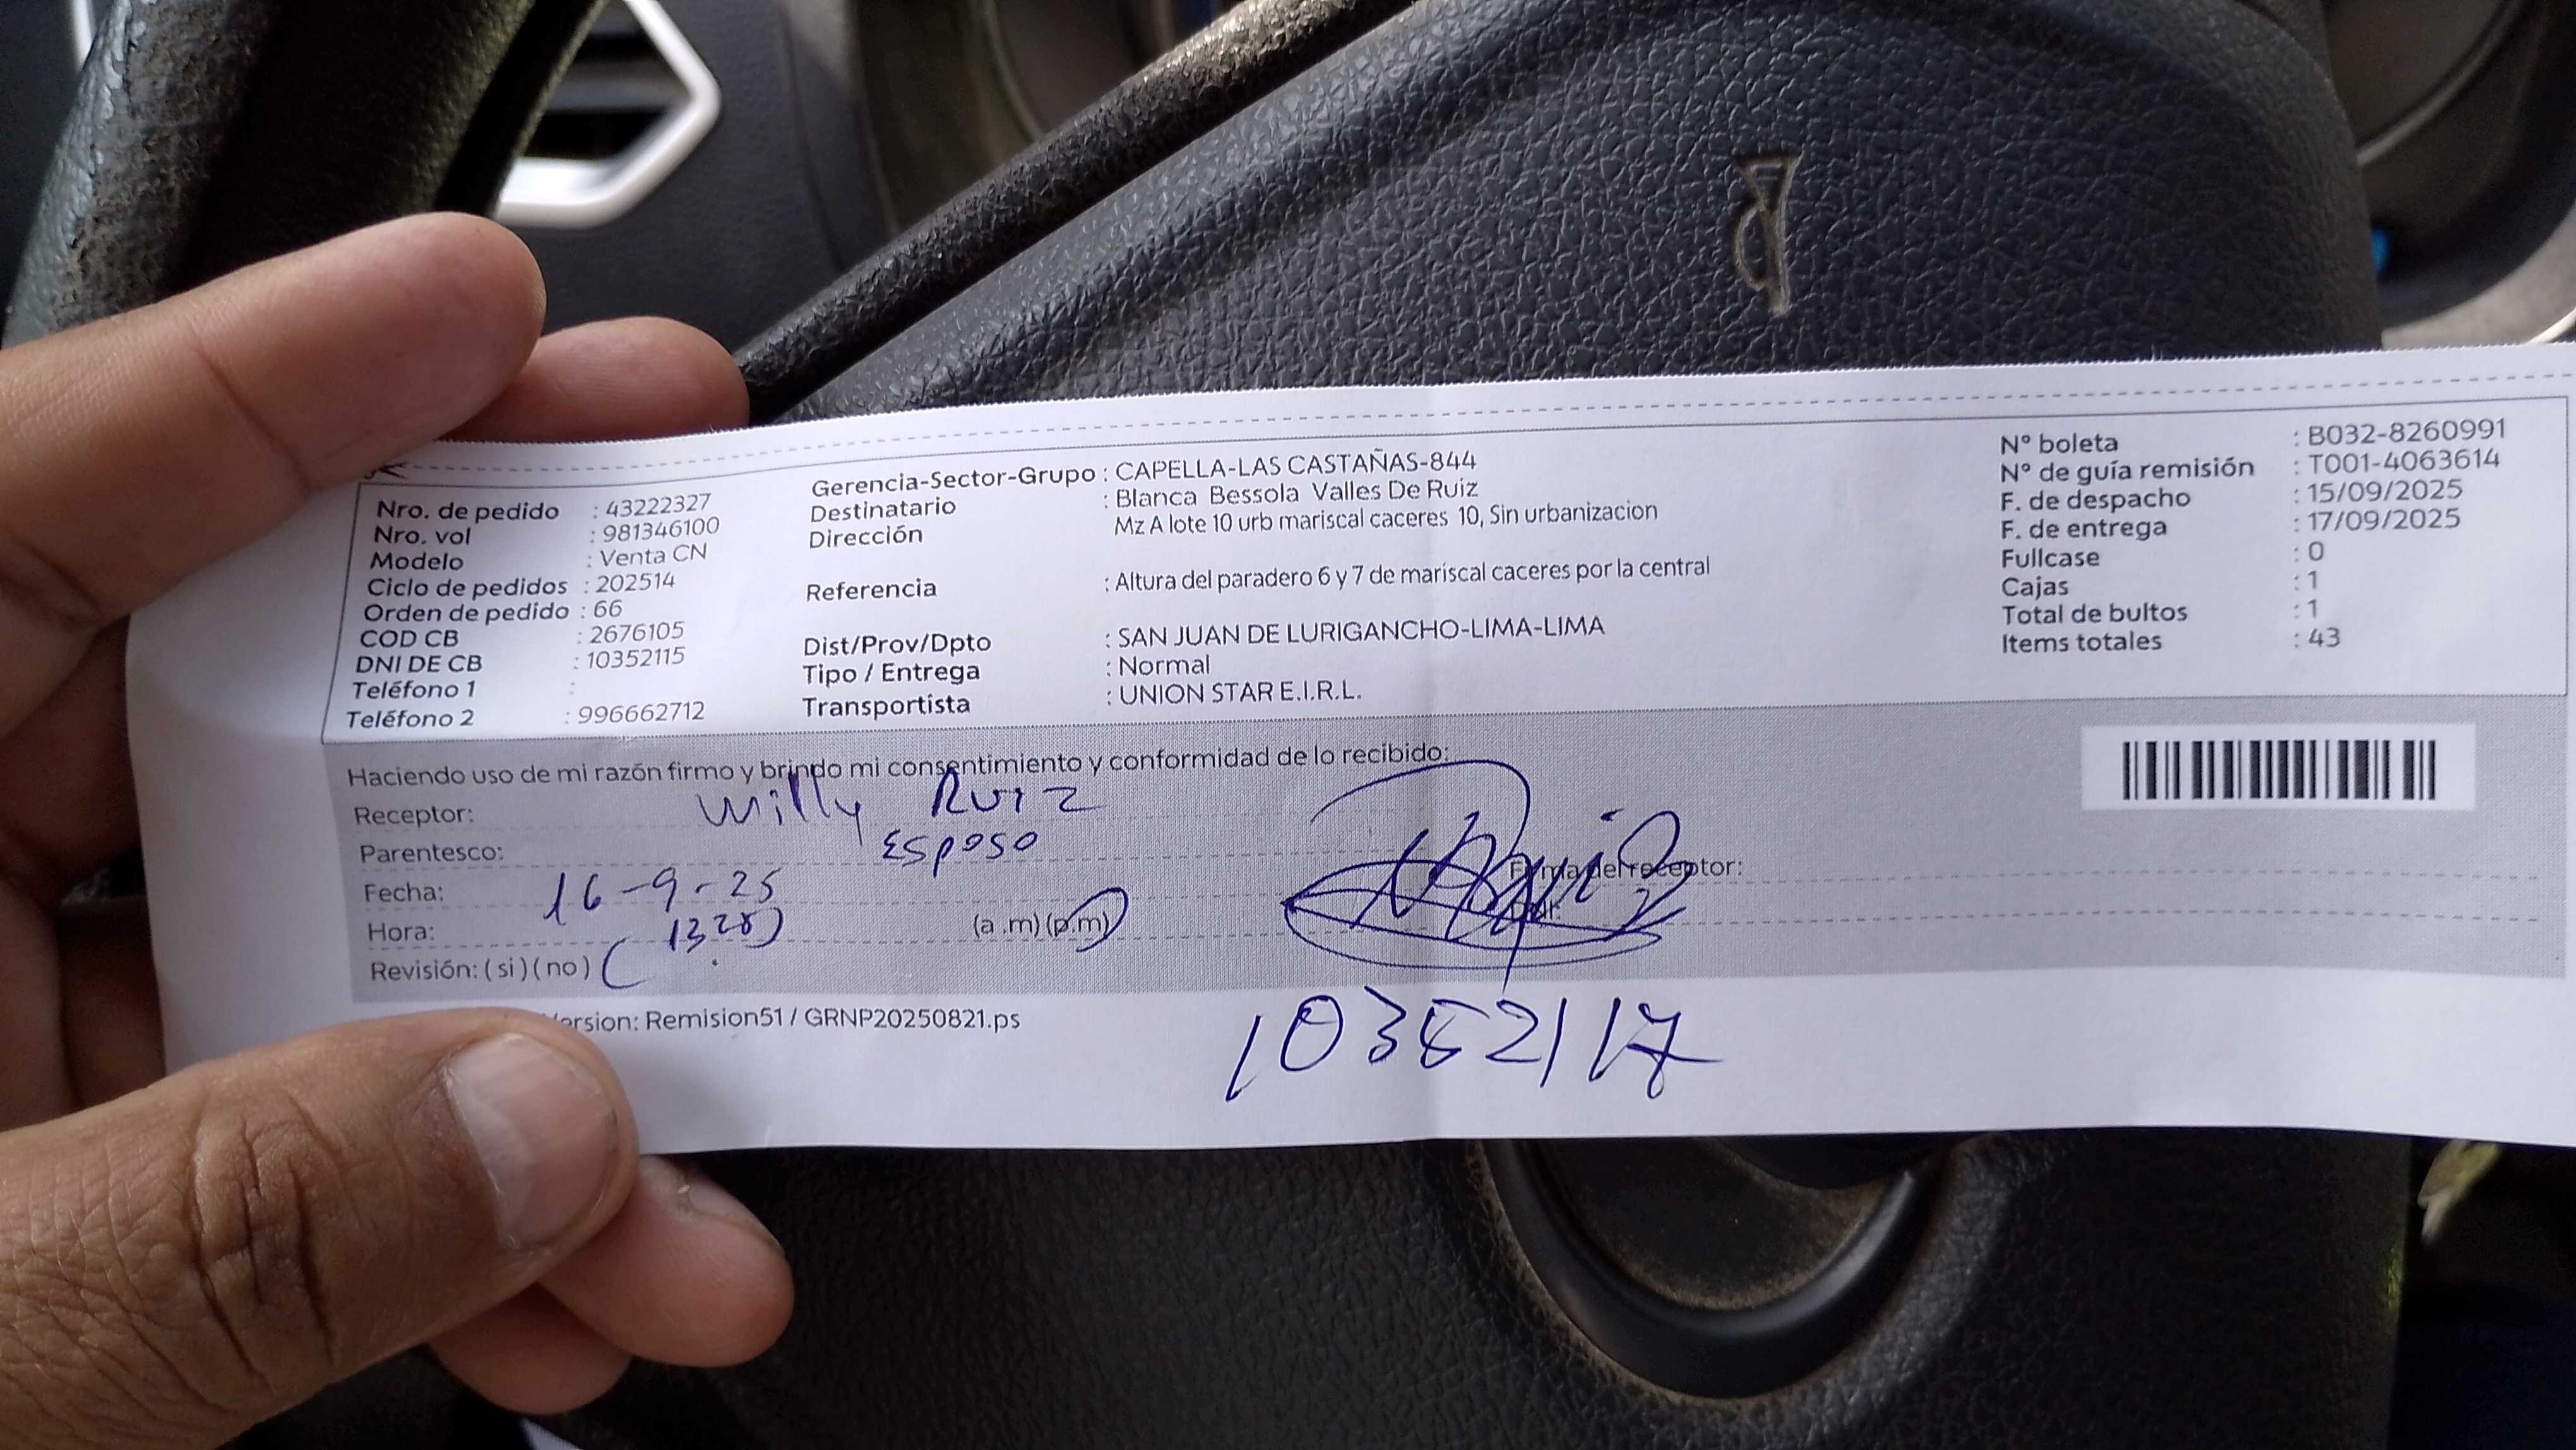 Nro. de pedido : 43222327
Nro. vol : 981346100
Modelo : Venta CN
Ciclo de pedidos : 202514
Orden de pedido : 66
COD CB : 2676105
DNI DE CB : 10352115
Teléfono 1 :
Teléfono 2 : 996662712
Gerencia-Sector-Grupo : CAPELLA-LAS CASTAÑAS-844
Destinatario : Blanca Bessola Valles De Ruiz
Dirección Mz A lote 10 urb mariscal caceres 10, Sin urbanizacion
Referencia : Altura del paradero 6 y 7 de mariscal caceres por la central
Dist/Prov/Dpto : SAN JUAN DE LURIGANCHO-LIMA-LIMA
Tipo / Entrega : Normal
Transportista : UNION STAR E.I.R.L.
N° boleta : B032-8260991
N° de guía remisión : T001-4063614
F. de despacho : 15/09/2025
F. de entrega : 17/09/2025
Fullcase : 0
Cajas : 1
Total de bultos : 1
Items totales : 43
Haciendo uso de mi razón firmo y brindo mi consentimiento y conformidad de lo recibido:
Receptor: Willy Ruiz
Parentesco: Esposo
Fecha: 16-9-25
Hora: (a .m) (p.m)
Revisión: ( si ) ( no )
Firma del receptor:
DNI:
10352117
ersion: Remision51 / GRNP20250821.ps